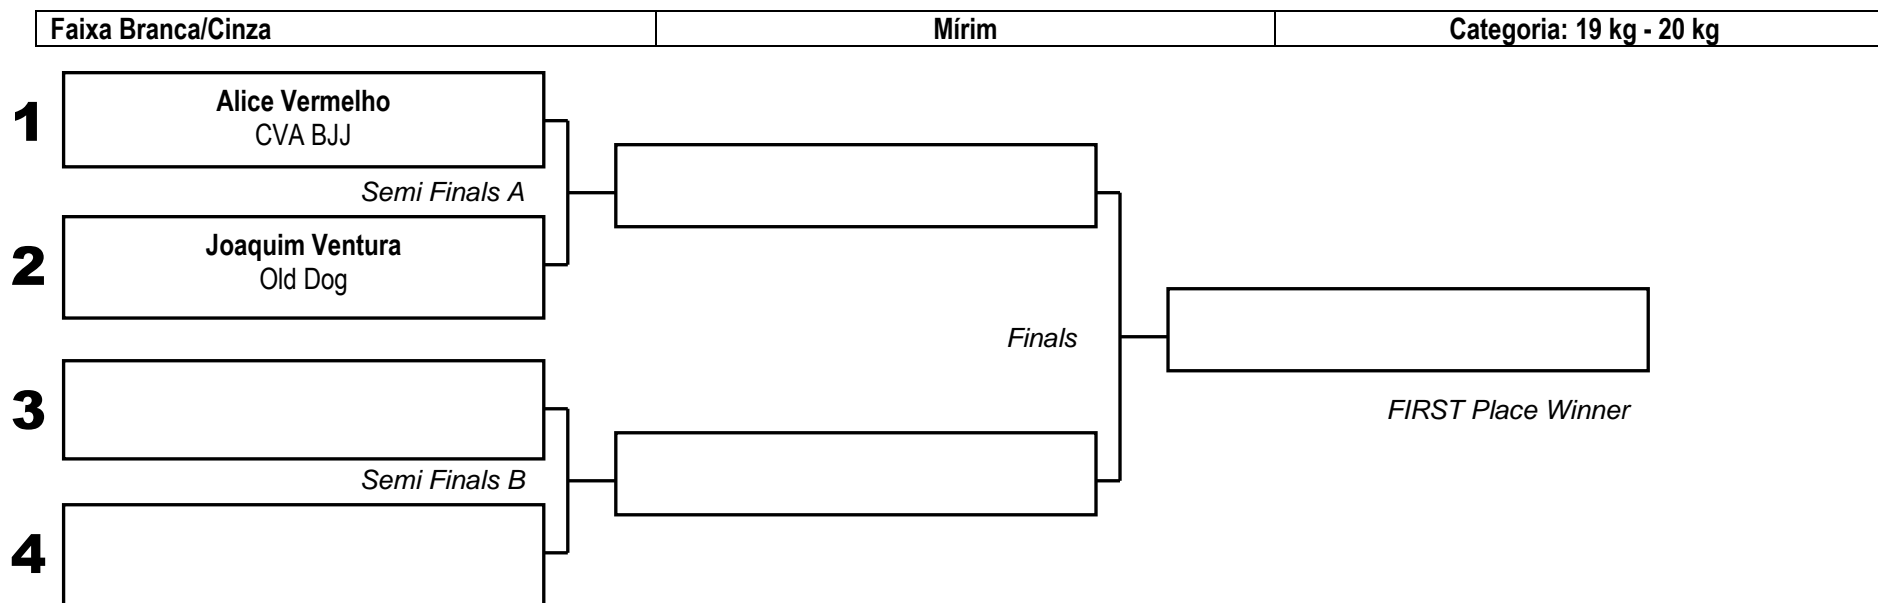 Faixa Branca/Cinza Mírim Categoria: 19 kg - 20 kg
1
Alice Vermelho
CVA BJJ
Semi Finals A
2
Joaquim Ventura
Old Dog
Finals
3
FIRST Place Winner
Semi Finals B
4